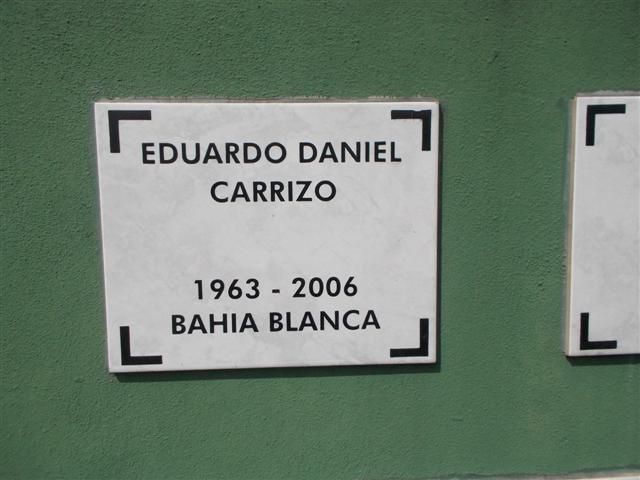 EDUARDO DANIEL
CARRIZO
1963 - 2006
BAHIA BLANCA